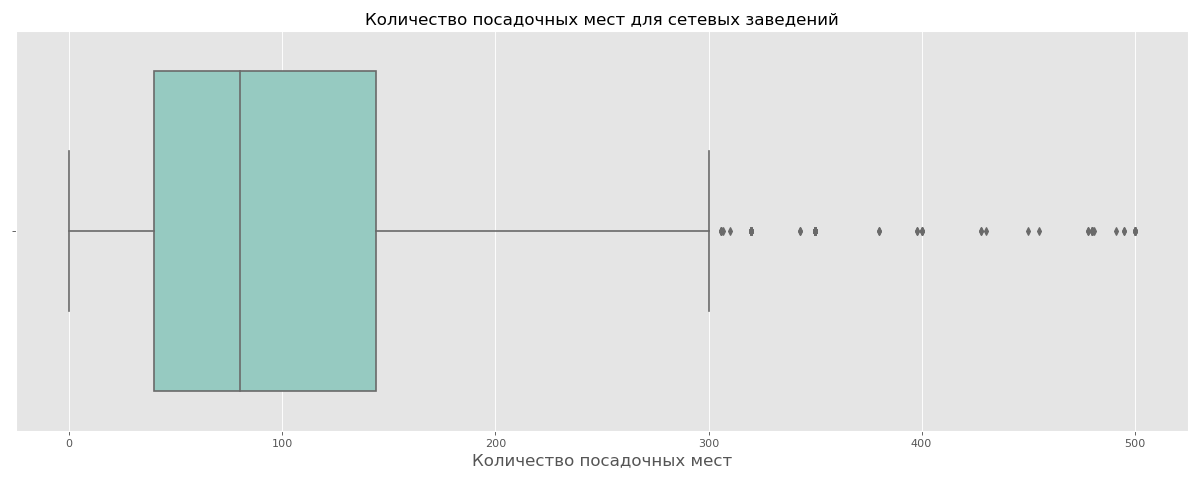 Количество посадочных мест для сетевых заведений
0 100 200 300 400 500
Количество посадочных мест